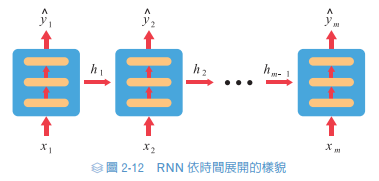 ŷ₁ ŷ₂ ŷₘ
h₁ h₂ hₘ₋₁
x₁ x₂ xₘ
圖 2-12 RNN 依時間展開的樣貌